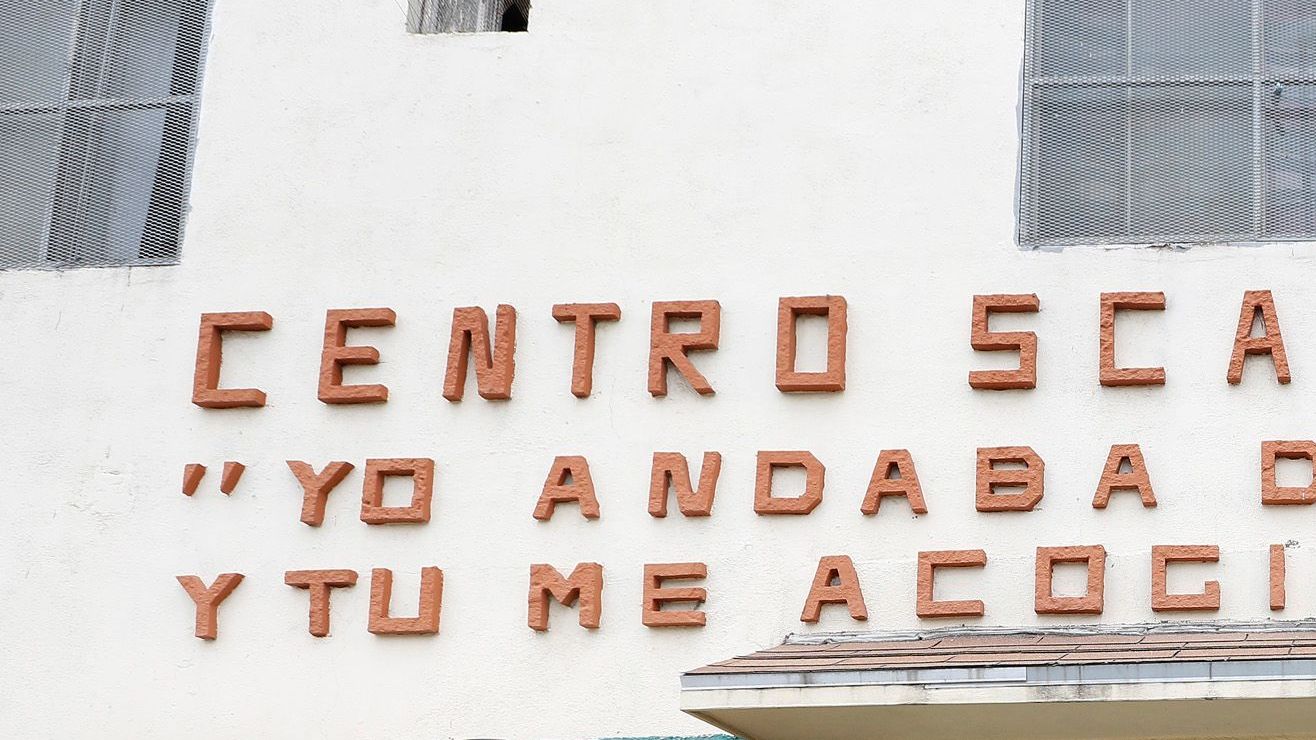 CENTRO SCA
"YO ANDABA
Y TU ME ACOGI